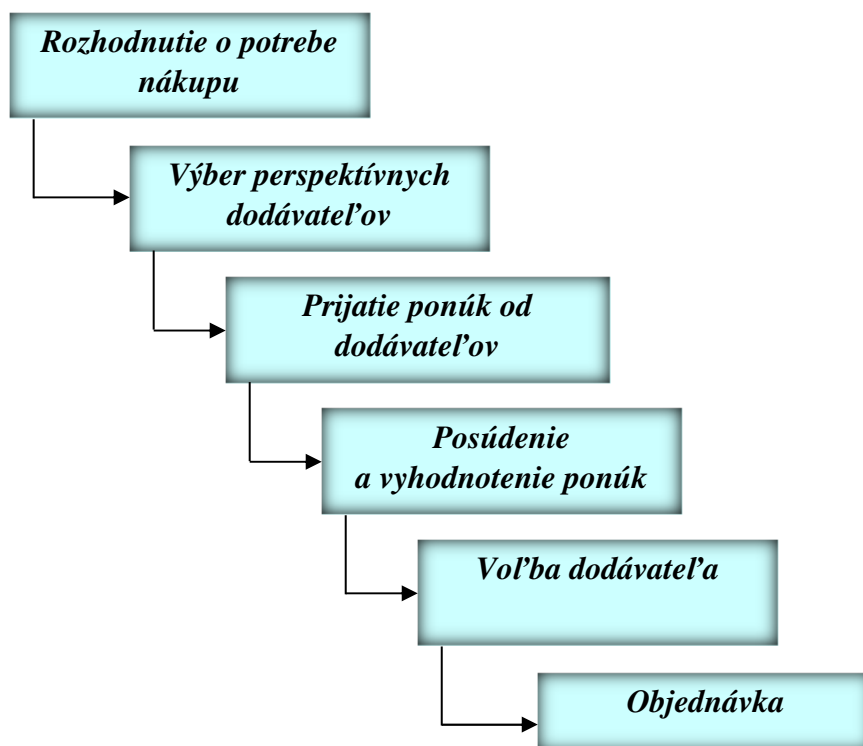 Rozhodnutie o potrebe
nákupu
Výber perspektívnych
dodávateľov
Prijatie ponúk od
dodávateľov
Posúdenie
a vyhodnotenie ponúk
Voľba dodávateľa
Objednávka